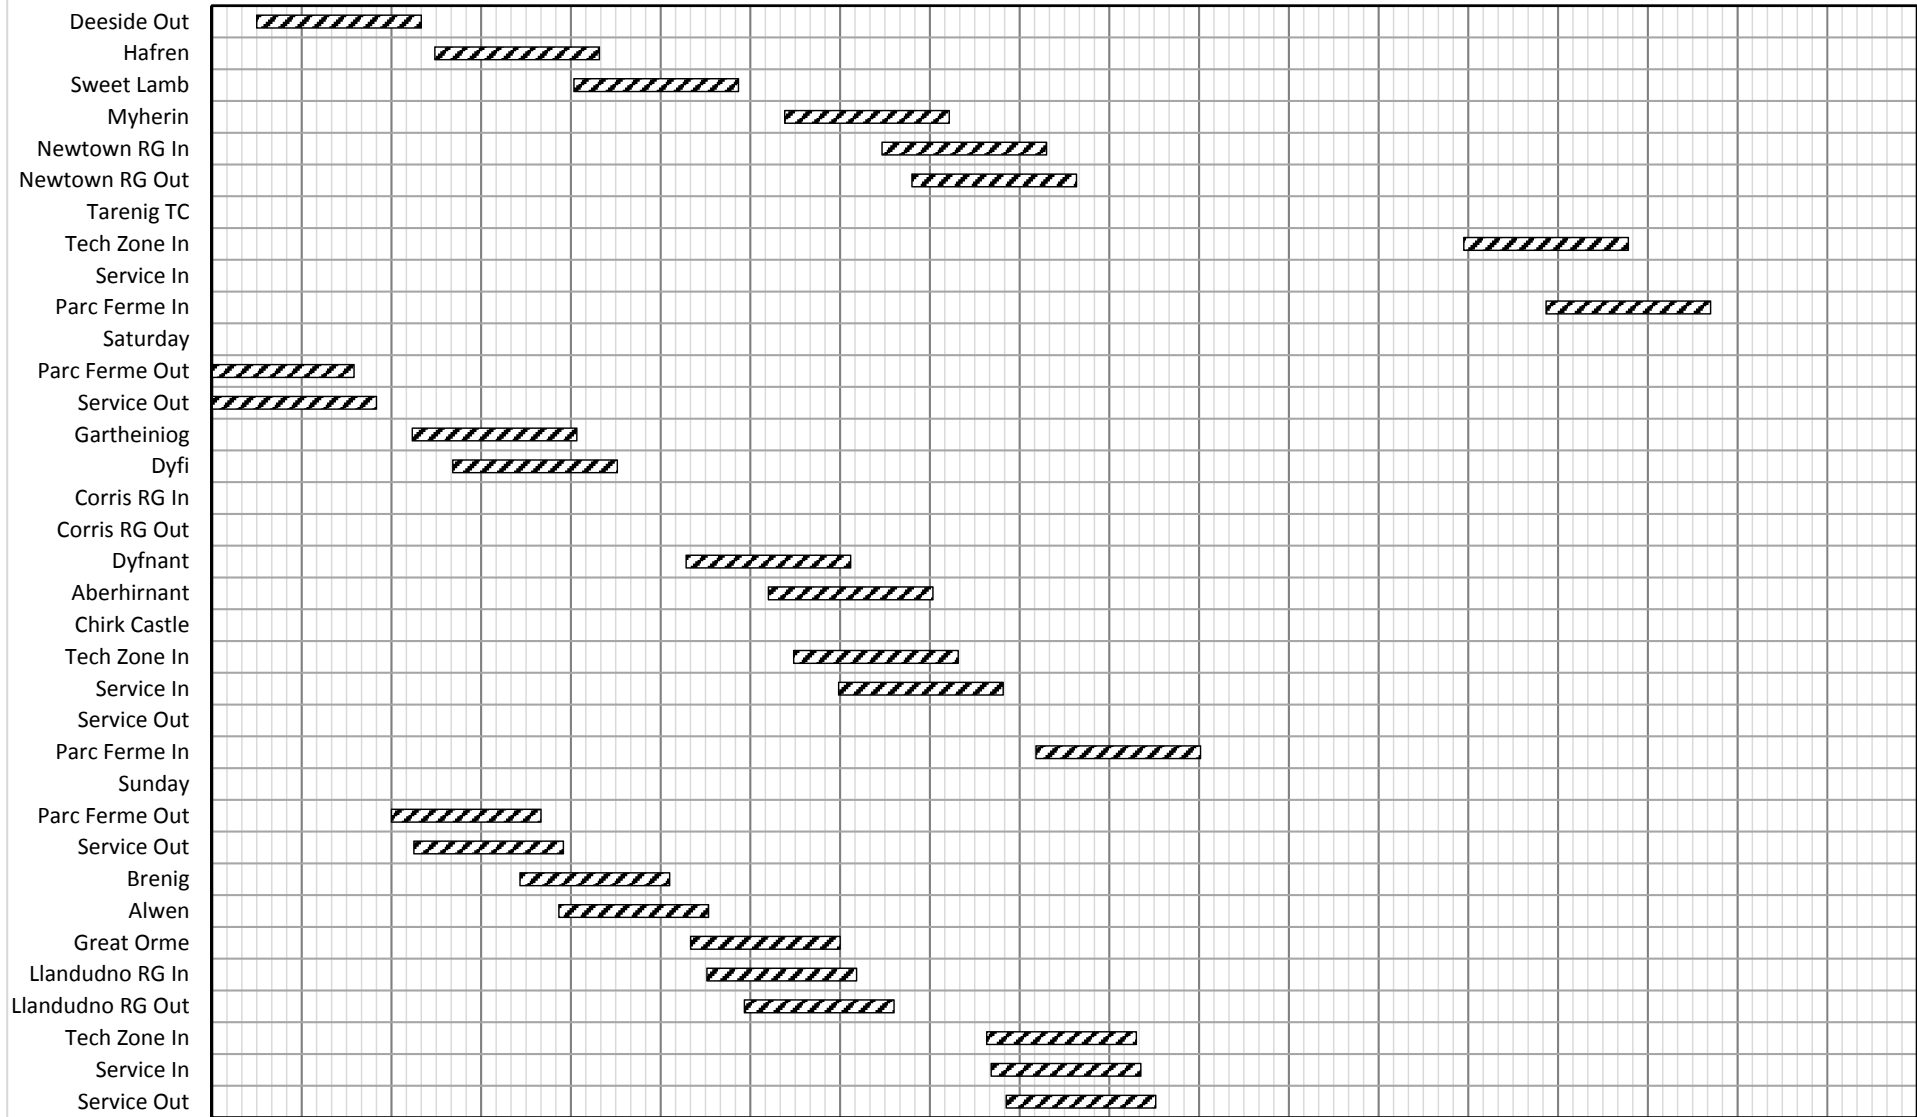 Deeside Out
Hafren
Sweet Lamb
Myherin
Newtown RG In
Newtown RG Out
Tarenig TC
Tech Zone In
Service In
Parc Ferme In
Saturday
Parc Ferme Out
Service Out
Gartheiniog
Dyfi
Corris RG In
Corris RG Out
Dyfnant
Aberhirnant
Chirk Castle
Tech Zone In
Service In
Service Out
Parc Ferme In
Sunday
Parc Ferme Out
Service Out
Brenig
Alwen
Great Orme
Llandudno RG In
Llandudno RG Out
Tech Zone In
Service In
Service Out